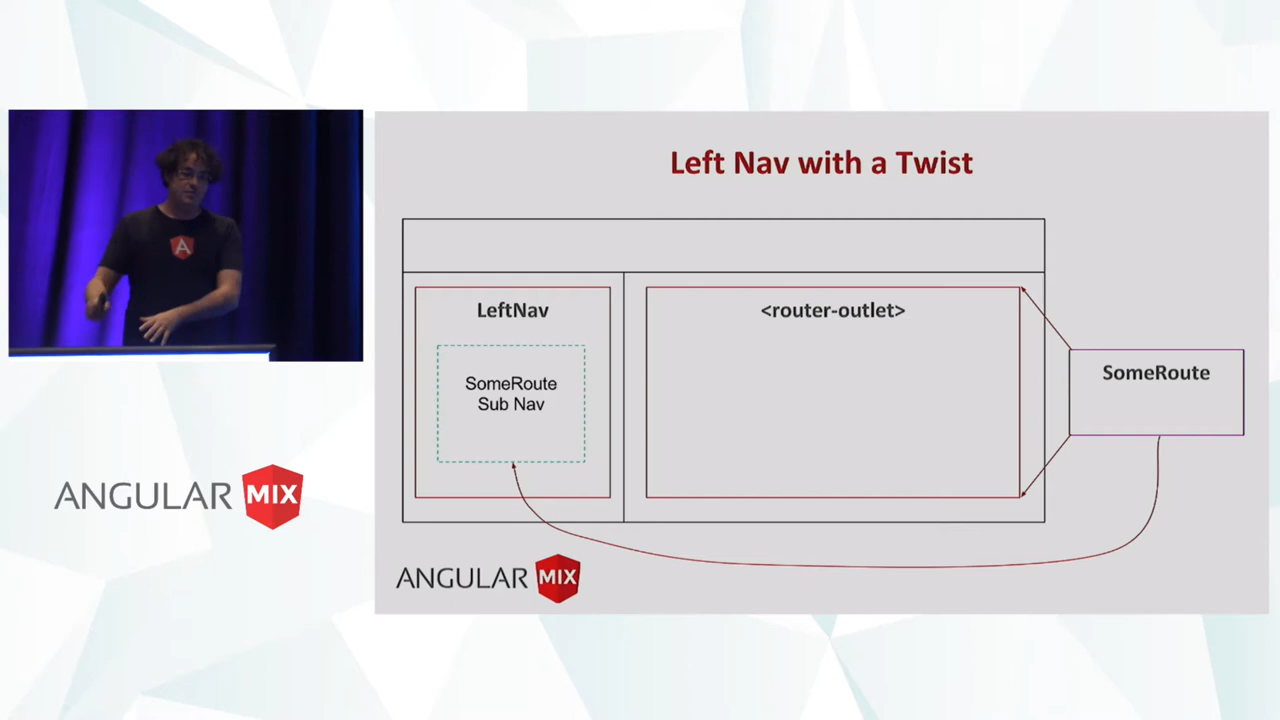 Left Nav with a Twist
LeftNav
SomeRoute
Sub Nav
<router-outlet>
SomeRoute
ANGULAR MIX
ANGULAR MIX
A